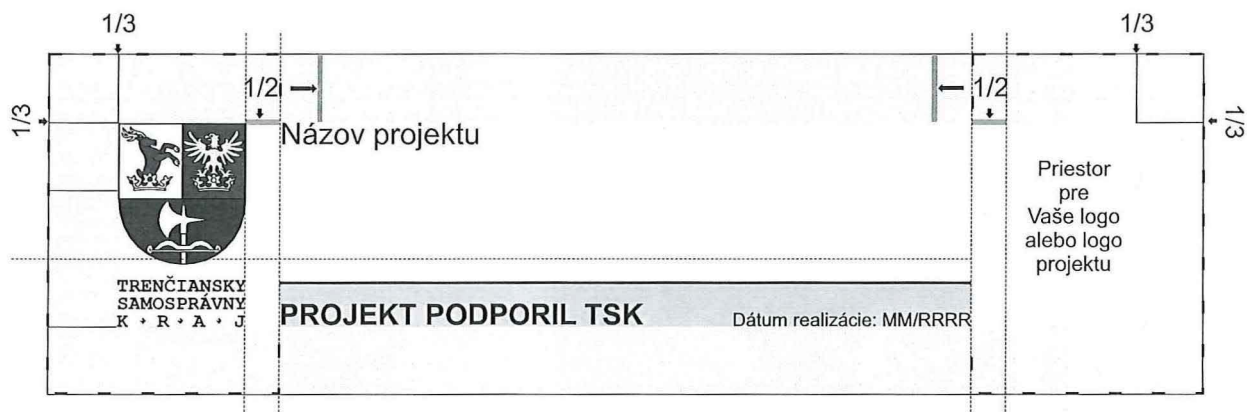 1/3
1/3
1/2
1/2
1/3
1/3
Názov projektu
Priestor
pre
Vaše logo
alebo logo
projektu
TRENČIANSKY
SAMOSPRÁVNY
K • R • A • J
PROJEKT PODPORIL TSK
Dátum realizácie: MM/RRRR